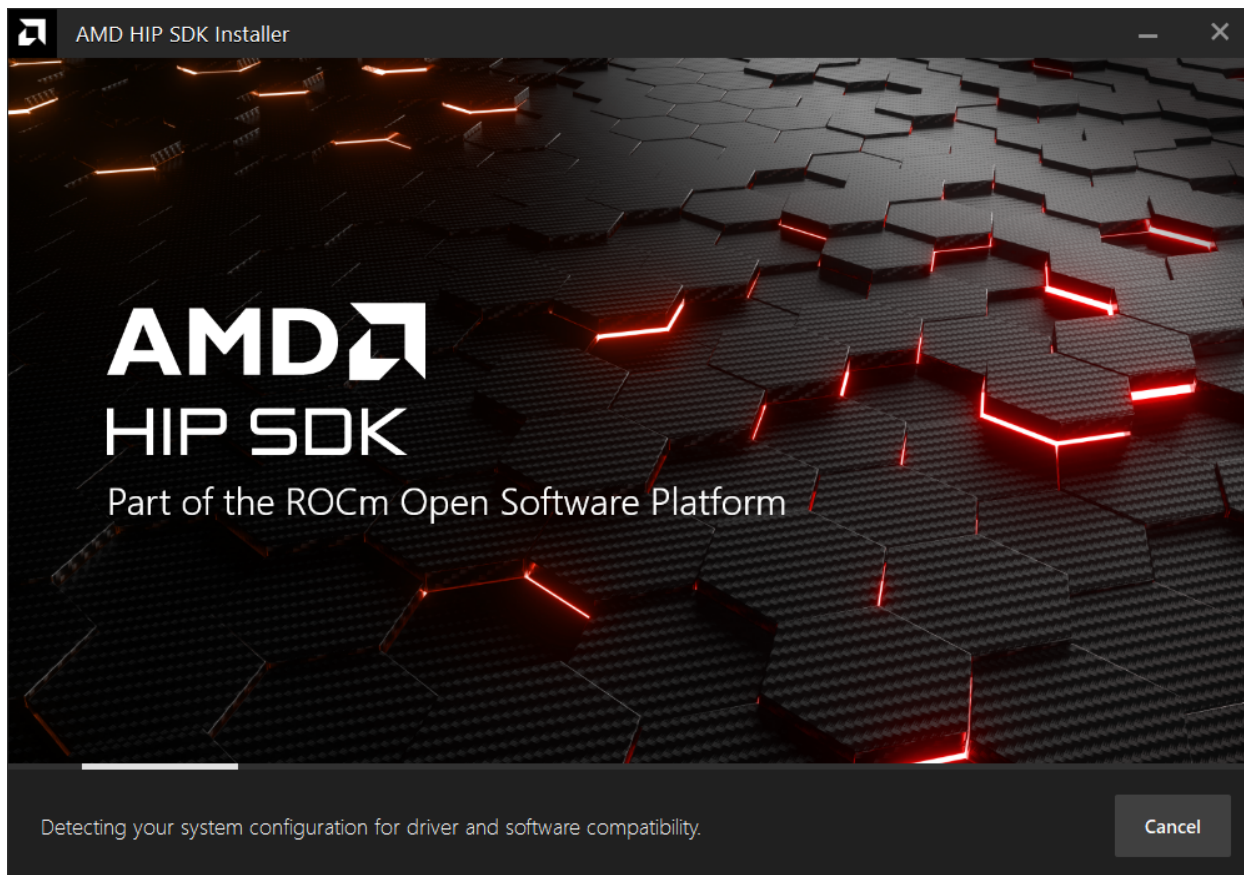 AMD HIP SDK Installer
AMD
HIP SDK
Part of the ROCm Open Software Platform
Detecting your system configuration for driver and software compatibility.
Cancel